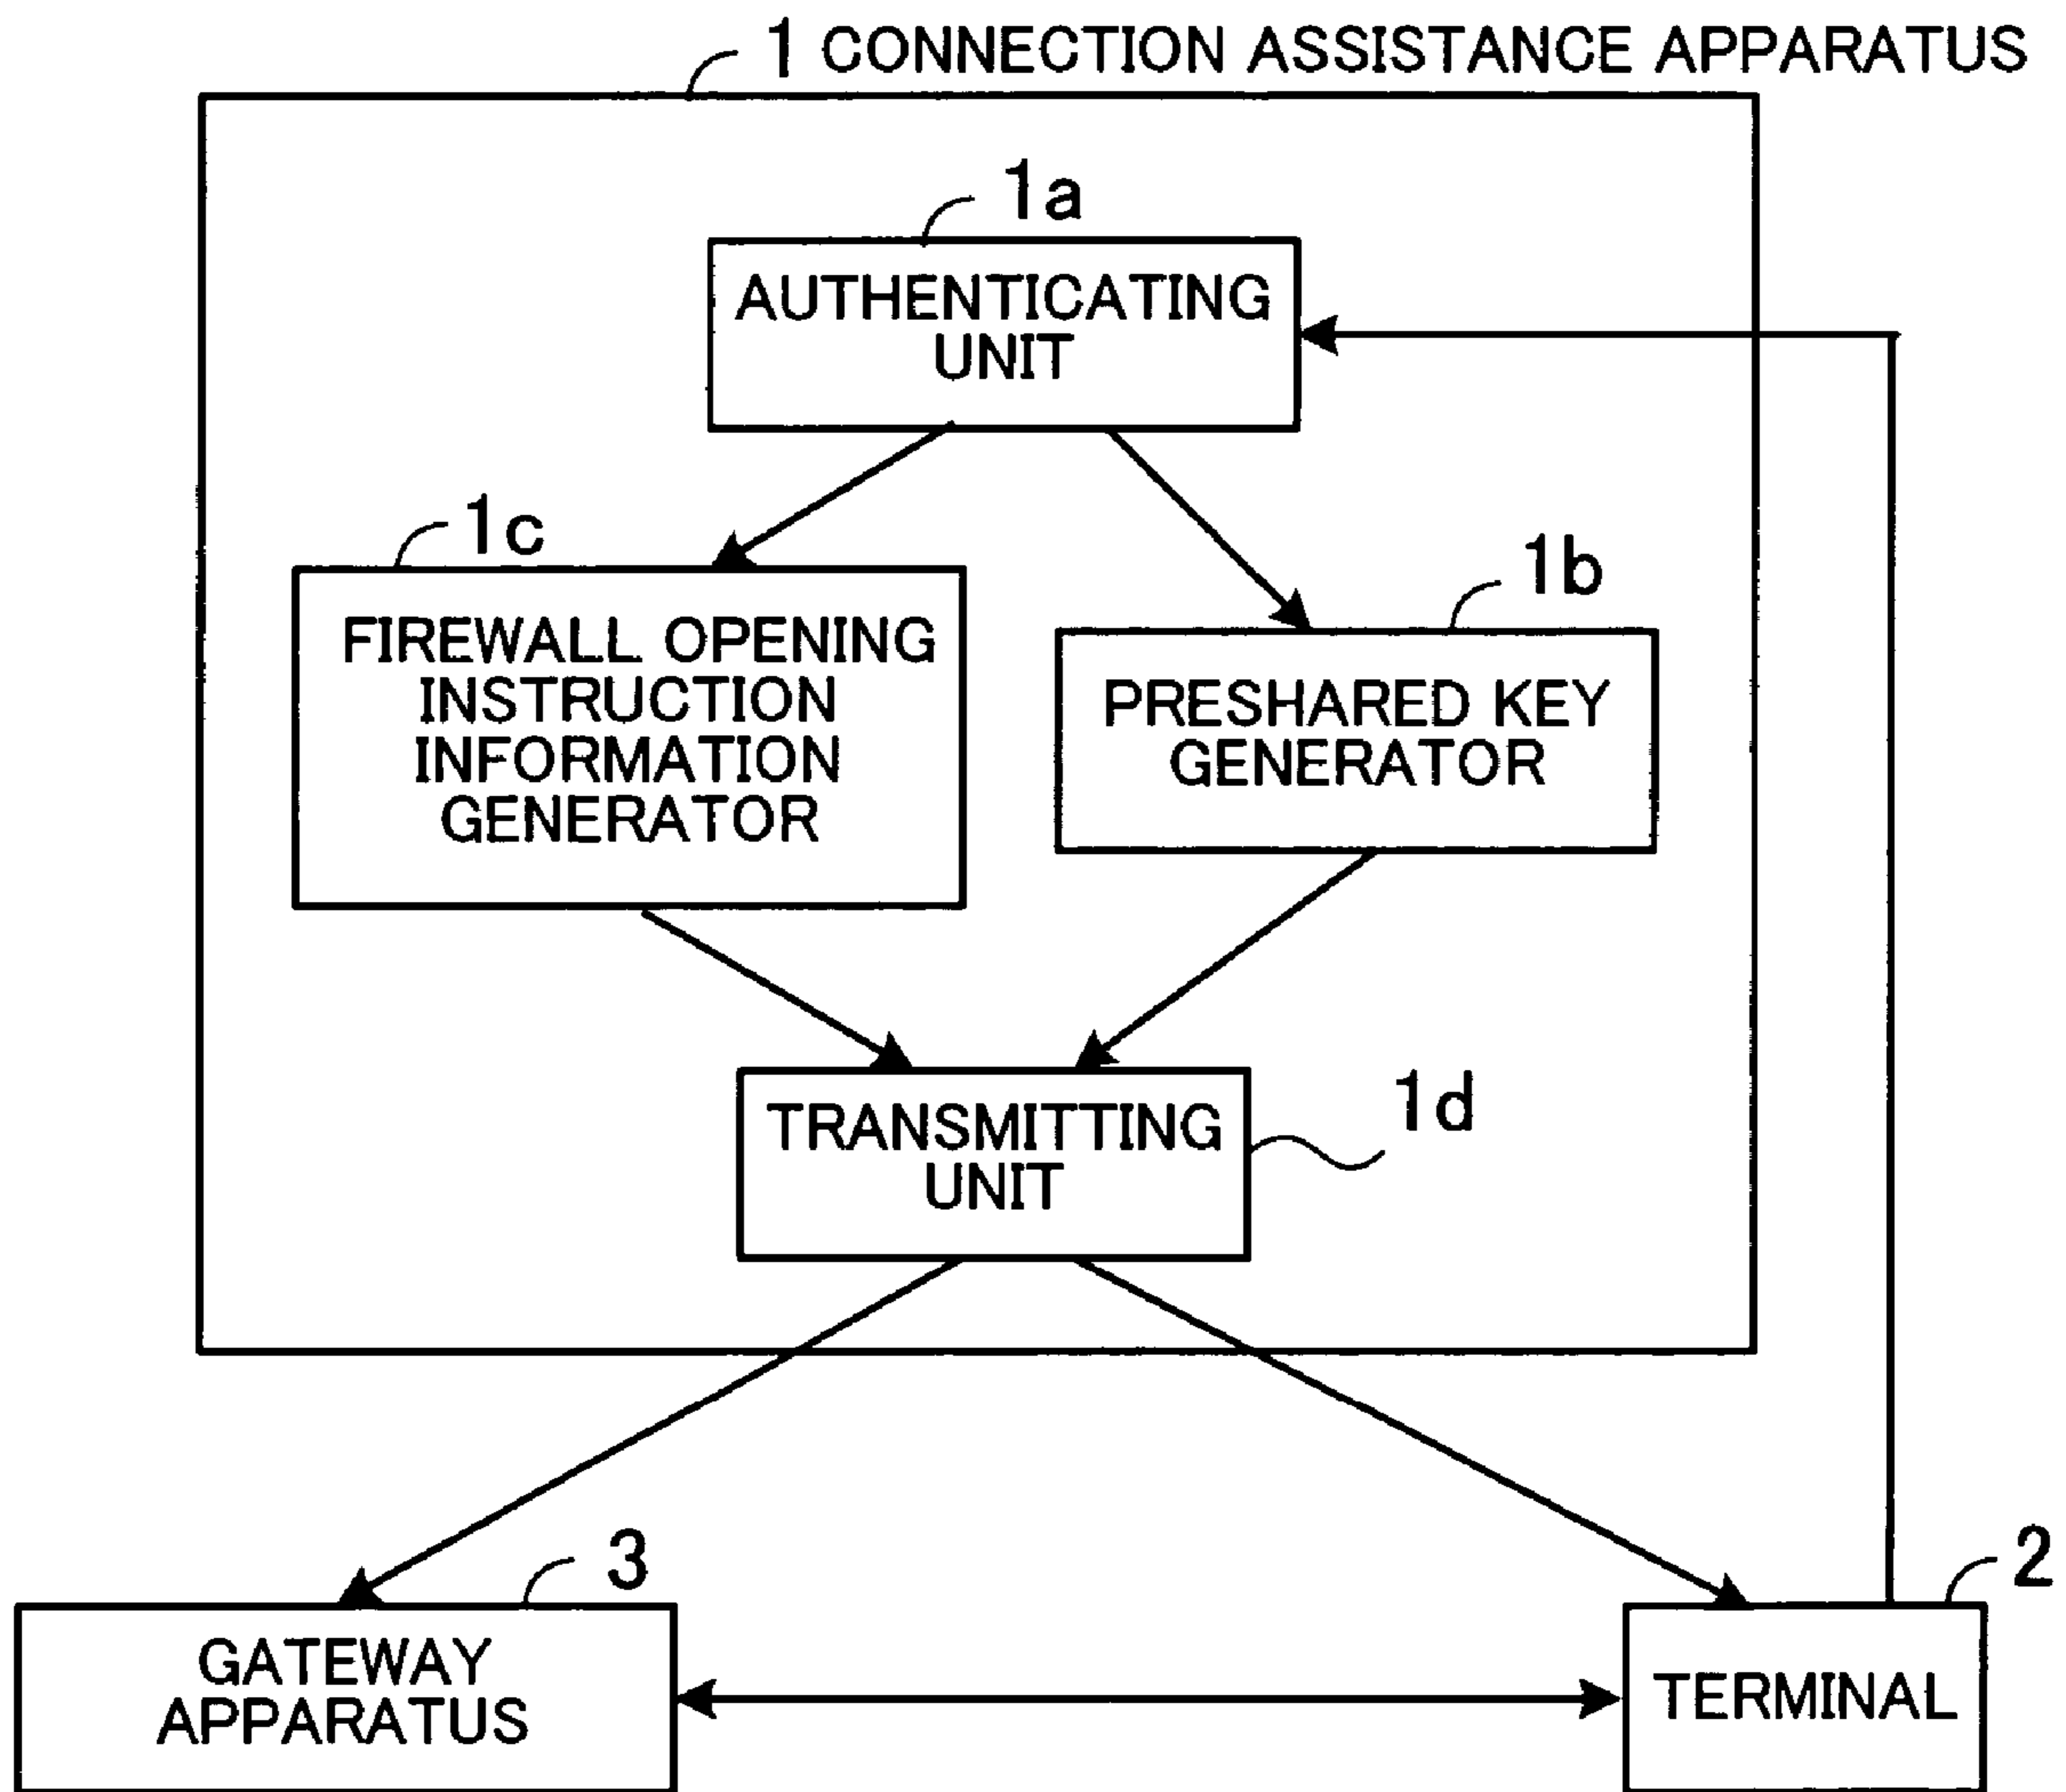 1 CONNECTION ASSISTANCE APPARATUS
1a
AUTHENTICATING
UNIT
1c
FIREWALL OPENING
INSTRUCTION
INFORMATION
GENERATOR
1b
PRESHARED KEY
GENERATOR
TRANSMITTING
UNIT
1d
3
GATEWAY
APPARATUS
2
TERMINAL